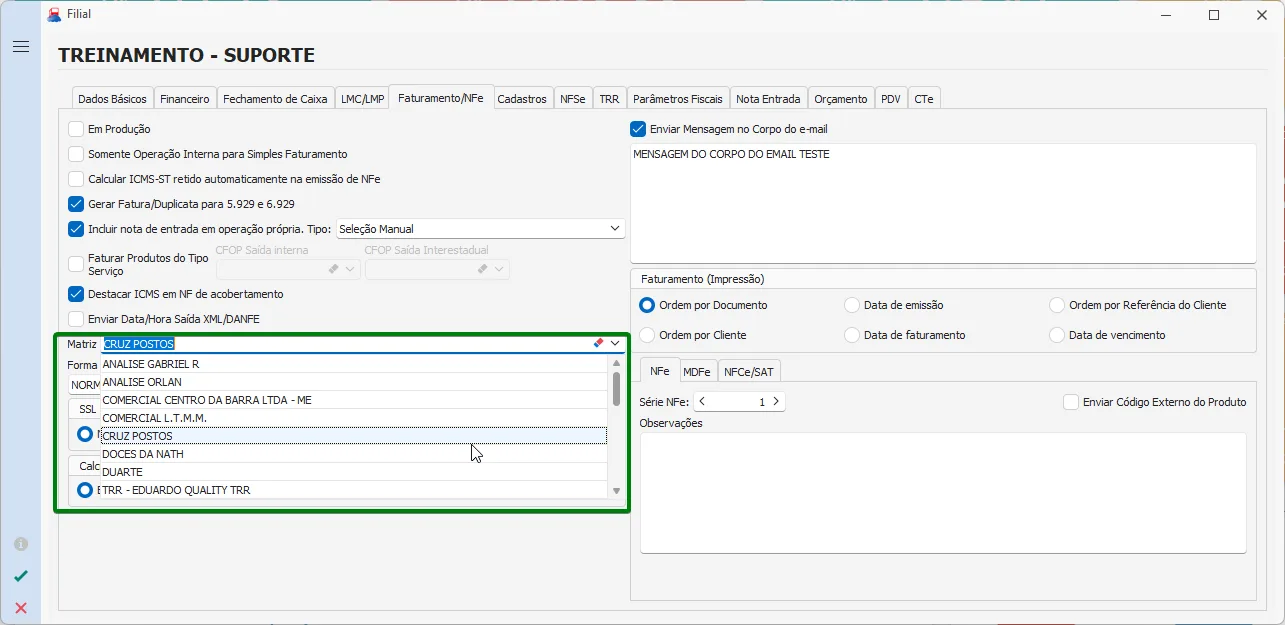 Filial
TREINAMENTO - SUPORTE
Dados Básicos Financeiro Fechamento de Caixa LMC/LMP Faturamento/NFe Cadastros NFSe TRR Parâmetros Fiscais Nota Entrada Orçamento PDV CTe
Em Produção
Somente Operação Interna para Simples Faturamento
Calcular ICMS-ST retido automaticamente na emissão de NFe
Gerar Fatura/Duplicata para 5.929 e 6.929
Incluir nota de entrada em operação própria. Tipo: Seleção Manual
CFOP Saída interna CFOP Saída Interestadual
Faturar Produtos do Tipo
Serviço
Destacar ICMS em NF de acobertamento
Enviar Data/Hora Saída XML/DANFE
Matriz CRUZ POSTOS
Forma
NORM
SSL
Calc
ANALISE GABRIEL R
ANALISE ORLAN
COMERCIAL CENTRO DA BARRA LTDA - ME
COMERCIAL L.T.M.M.
CRUZ POSTOS
DOCES DA NATH
DUARTE
TRR - EDUARDO QUALITY TRR
Enviar Mensagem no Corpo do e-mail
MENSAGEM DO CORPO DO EMAIL TESTE
Faturamento (Impressão)
Ordem por Documento Data de emissão Ordem por Referência do Cliente
Ordem por Cliente Data de faturamento Data de vencimento
NFe MDFe NFCe/SAT
Série NFe: 1 Enviar Código Externo do Produto
Observações